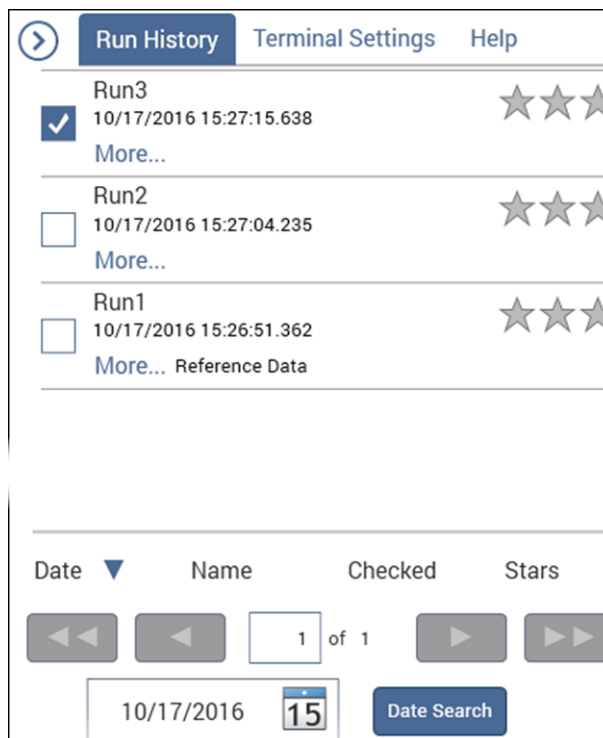 Run History Terminal Settings Help
Run3
10/17/2016 15:27:15.638
More...
Run2
10/17/2016 15:27:04.235
More...
Run1
10/17/2016 15:26:51.362
More... Reference Data
Date Name Checked Stars
1 of 1
10/17/2016 15 Date Search